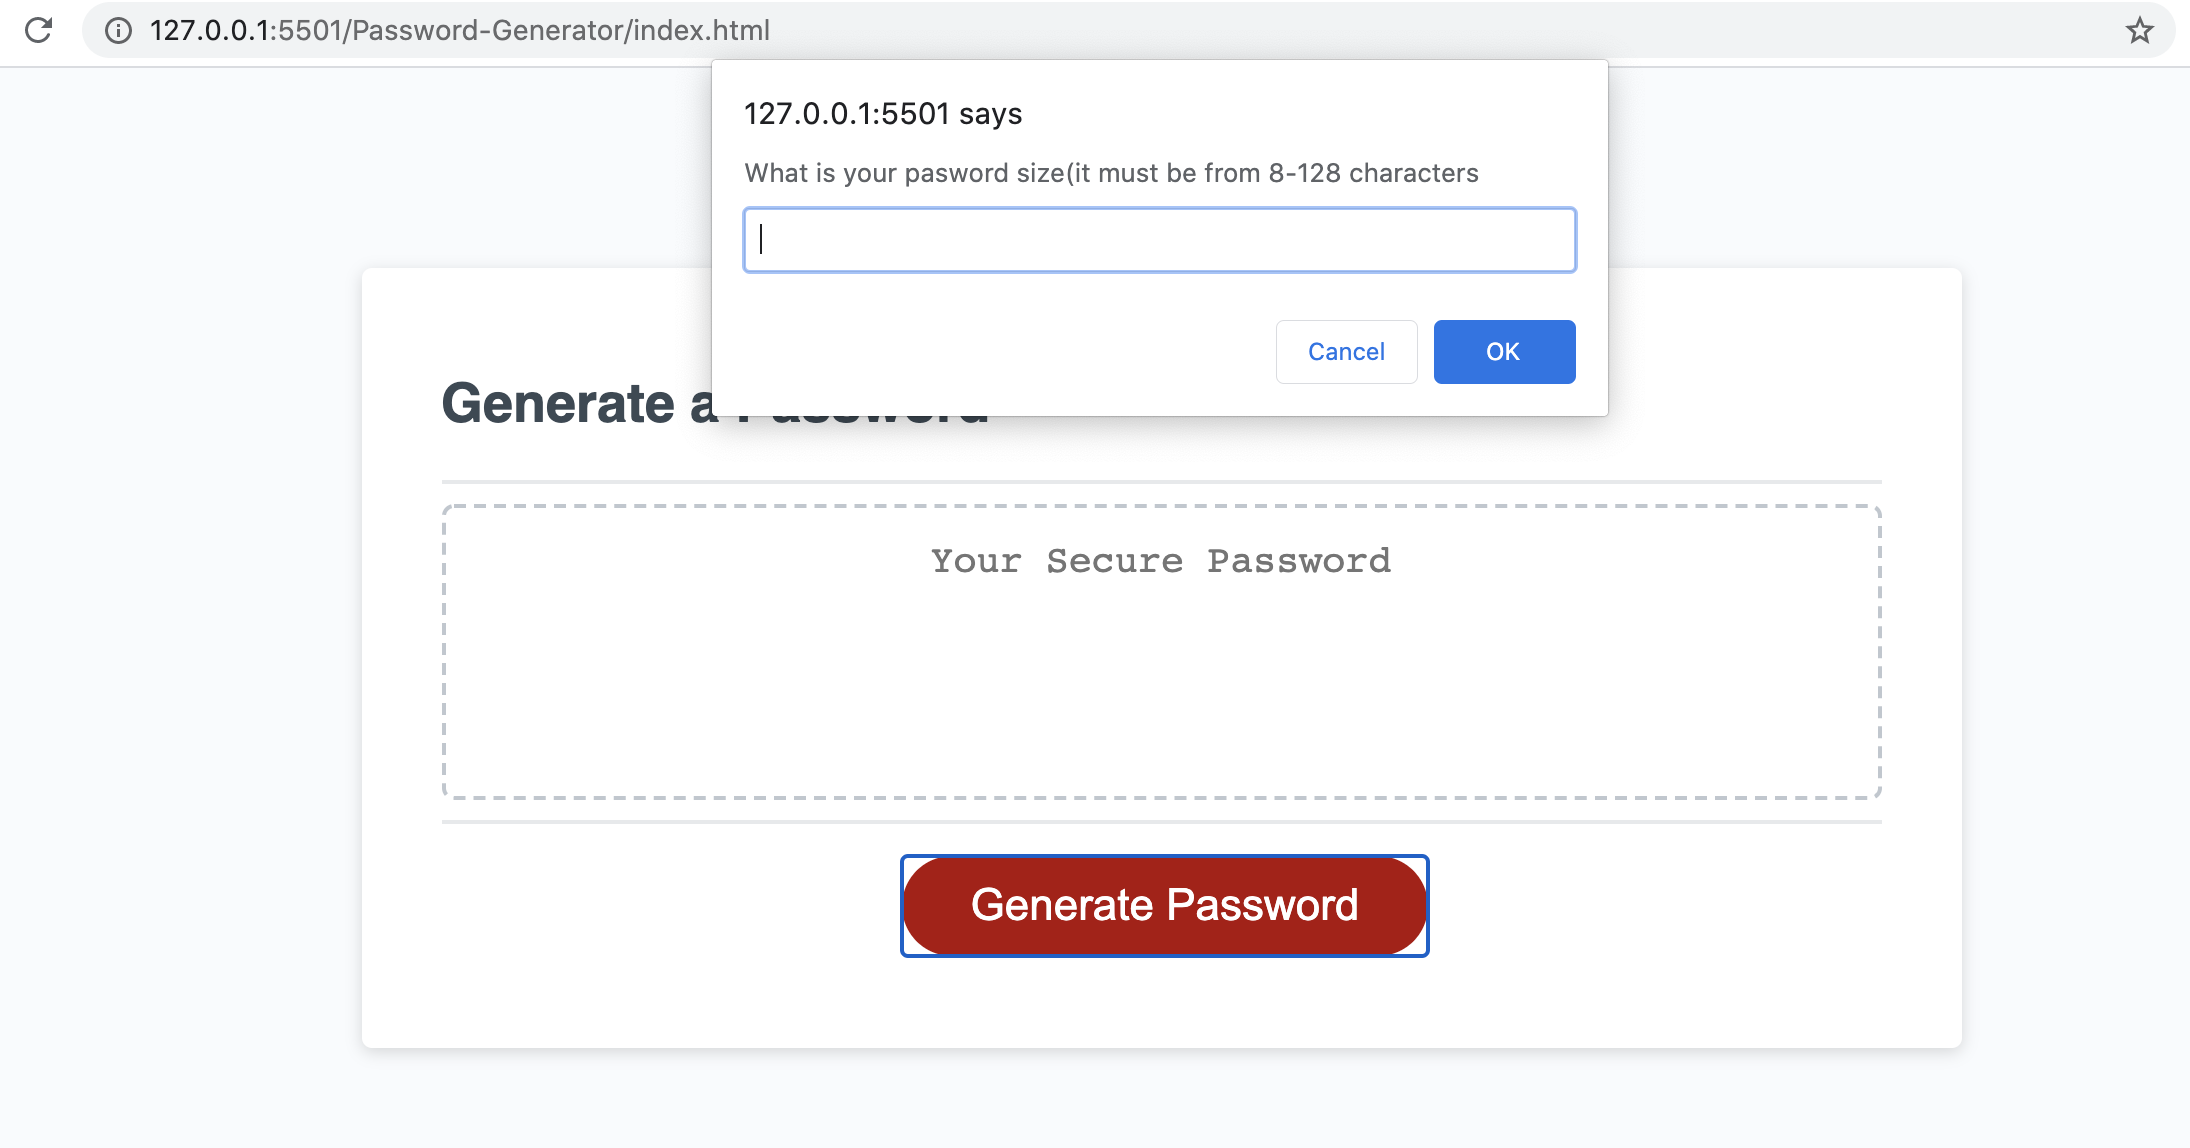 127.0.0.1:5501/Password-Generator/index.html
127.0.0.1:5501 says
What is your pasword size(it must be from 8-128 characters
Cancel
OK
Generate a Password
Your Secure Password
Generate Password